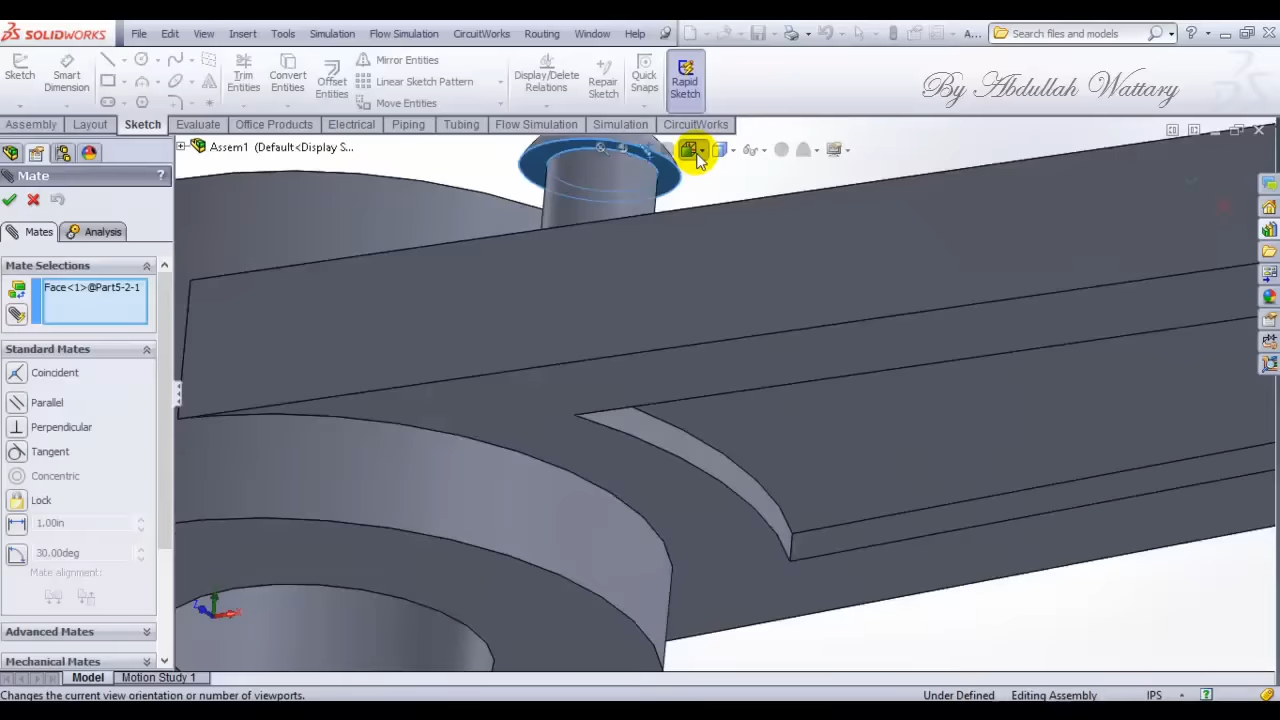 SOLIDWORKS File Edit View Insert Tools Simulation Flow Simulation CircuitWorks Routing Window Help A... Search files and models
Sketch Smart Dimension Trim Entities Convert Entities Offset Entities Mirror Entities Linear Sketch Pattern Move Entities Display/Delete Relations Repair Sketch Quick Snaps Rapid Sketch
By Abdullah Wattary
Assembly Layout Sketch Evaluate Office Products Electrical Piping Tubing Flow Simulation Simulation CircuitWorks
Assem1 (Default<Display S...
Mate ?
Mates Analysis
Mate Selections
Face<1>@Part5-2-1
Standard Mates
Coincident
Parallel
Perpendicular
Tangent
Concentric
Lock
1.00in
30.00deg
Mate alignment:
Advanced Mates
Mechanical Mates
Model Motion Study 1
Changes the current view orientation or number of viewports. Under Defined Editing Assembly IPS